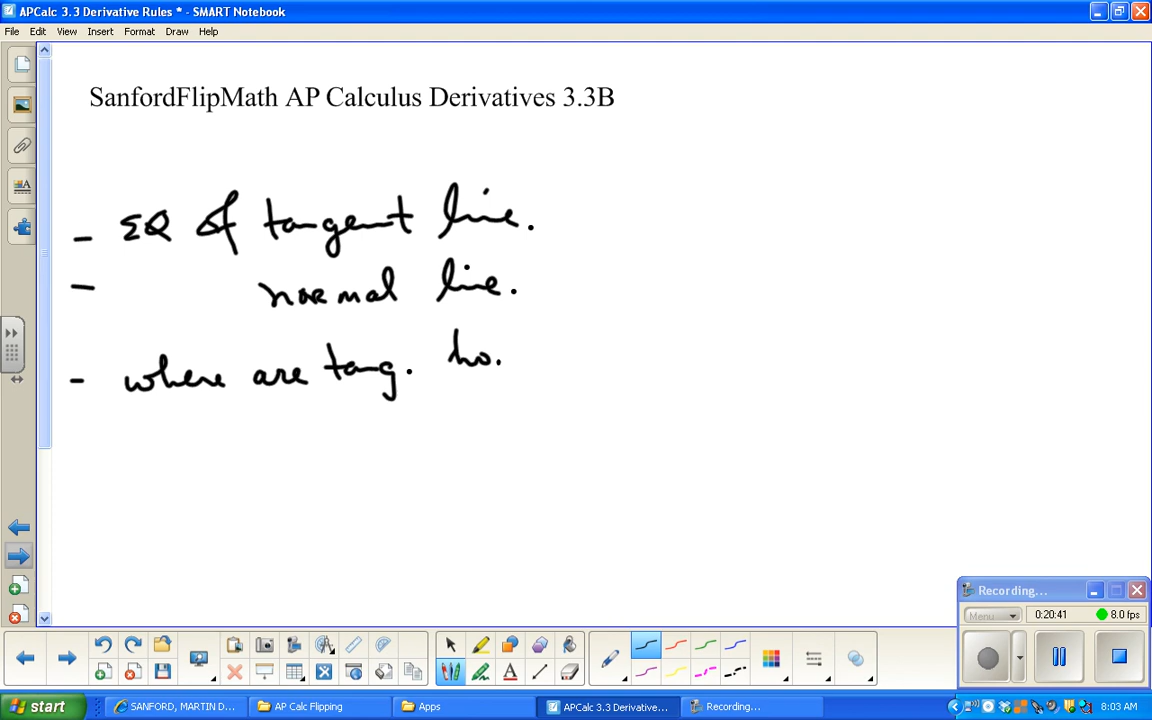 APCalc 3.3 Derivative Rules * - SMART Notebook
File Edit View Insert Format Draw Help
SanfordFlipMath AP Calculus Derivatives 3.3B
- EQ of tangent line.
- normal line.
- where are tang. ho.
Recording...
Menu 0:20:41 8.0 fps
start SANFORD, MARTIN D... AP Calc Flipping Apps APCalc 3.3 Derivative... Recording... 8:03 AM